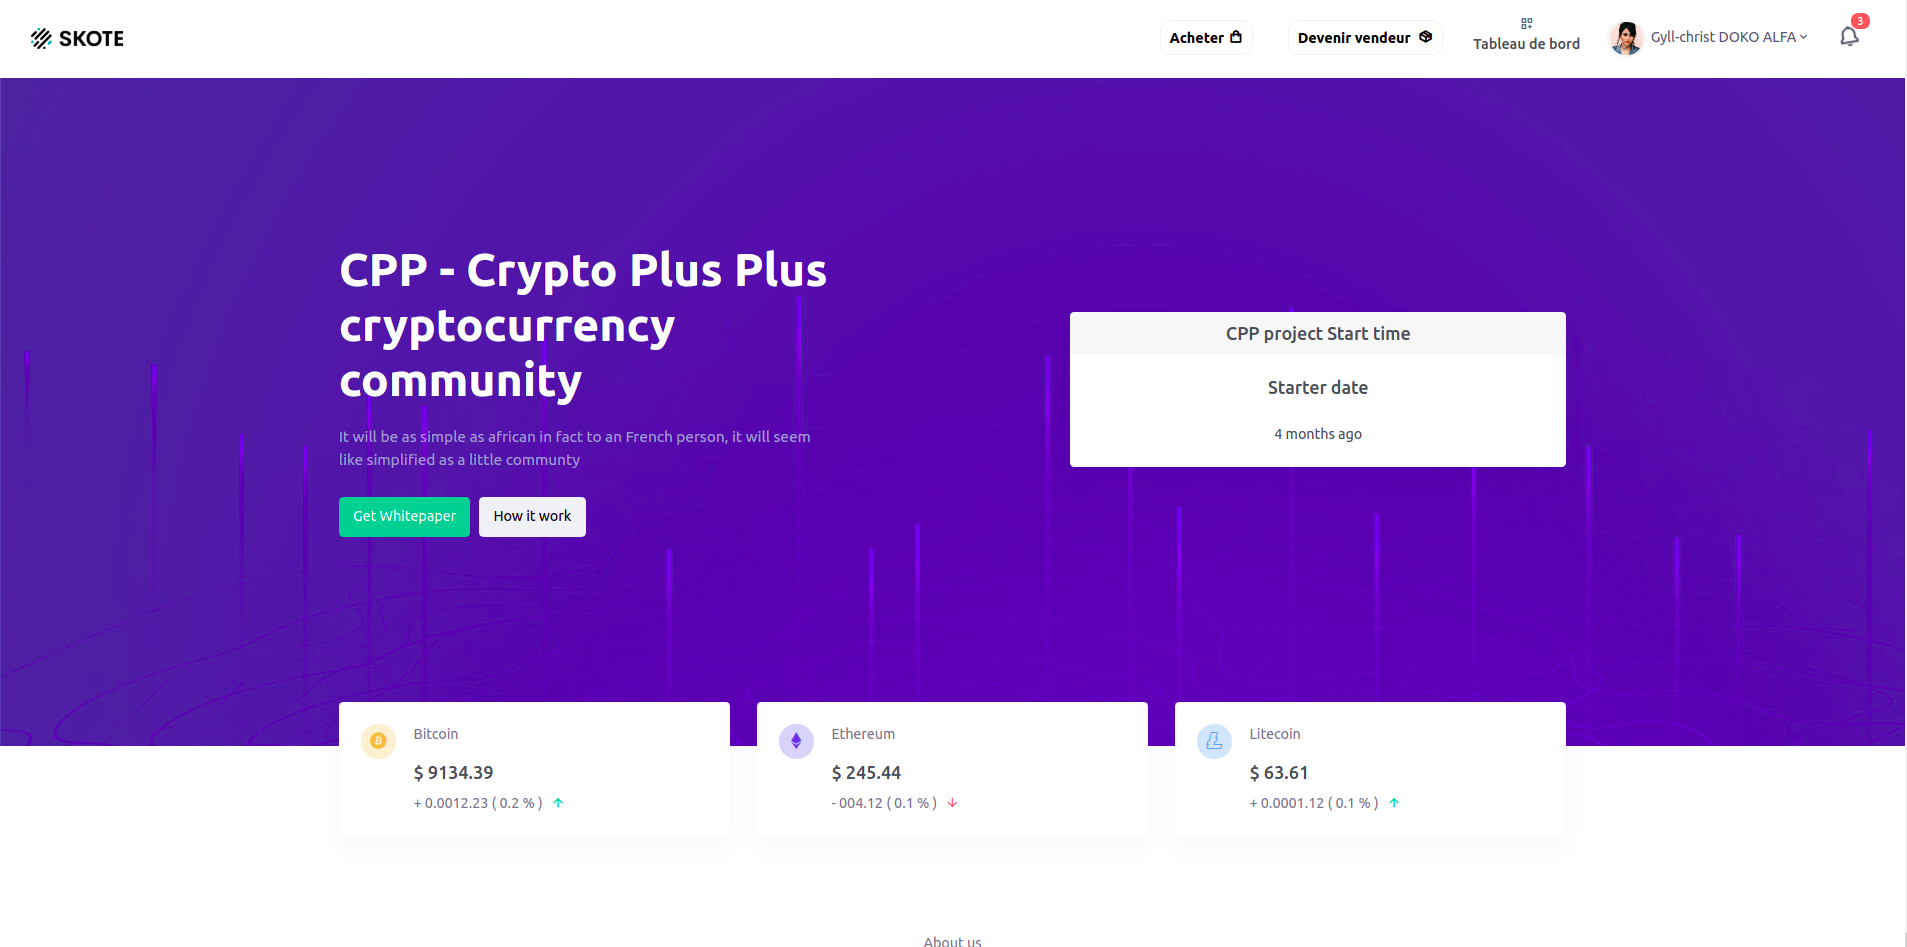 SKOTE
Acheter
Devenir vendeur
Tableau de bord
Gyll-christ DOKO ALFA
3
CPP - Crypto Plus Plus
cryptocurrency
community
It will be as simple as african in fact to an French person, it will seem
like simplified as a little communty
Get Whitepaper
How it work
CPP project Start time
Starter date
4 months ago
Bitcoin
$ 9134.39
+ 0.0012.23 ( 0.2 % )
Ethereum
$ 245.44
- 004.12 ( 0.1 % )
Litecoin
$ 63.61
+ 0.0001.12 ( 0.1 % )
About us